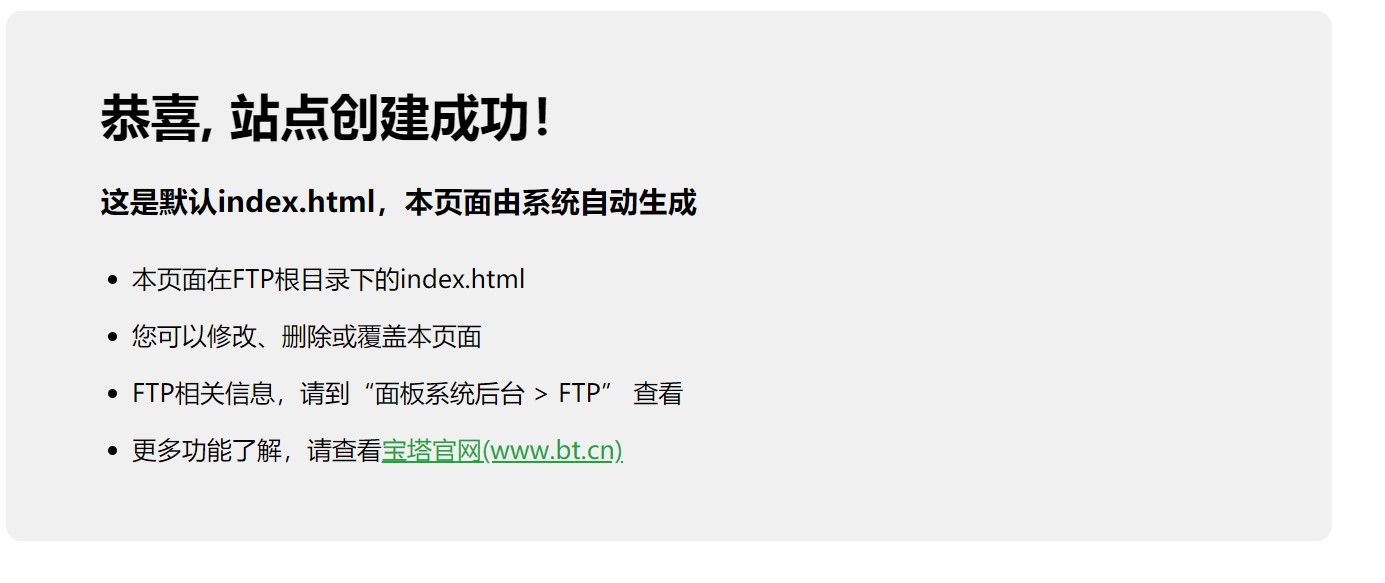 恭喜, 站点创建成功！
这是默认index.html，本页面由系统自动生成
本页面在FTP根目录下的index.html
您可以修改、删除或覆盖本页面
FTP相关信息，请到“面板系统后台 > FTP” 查看
更多功能了解，请查看宝塔官网(www.bt.cn)